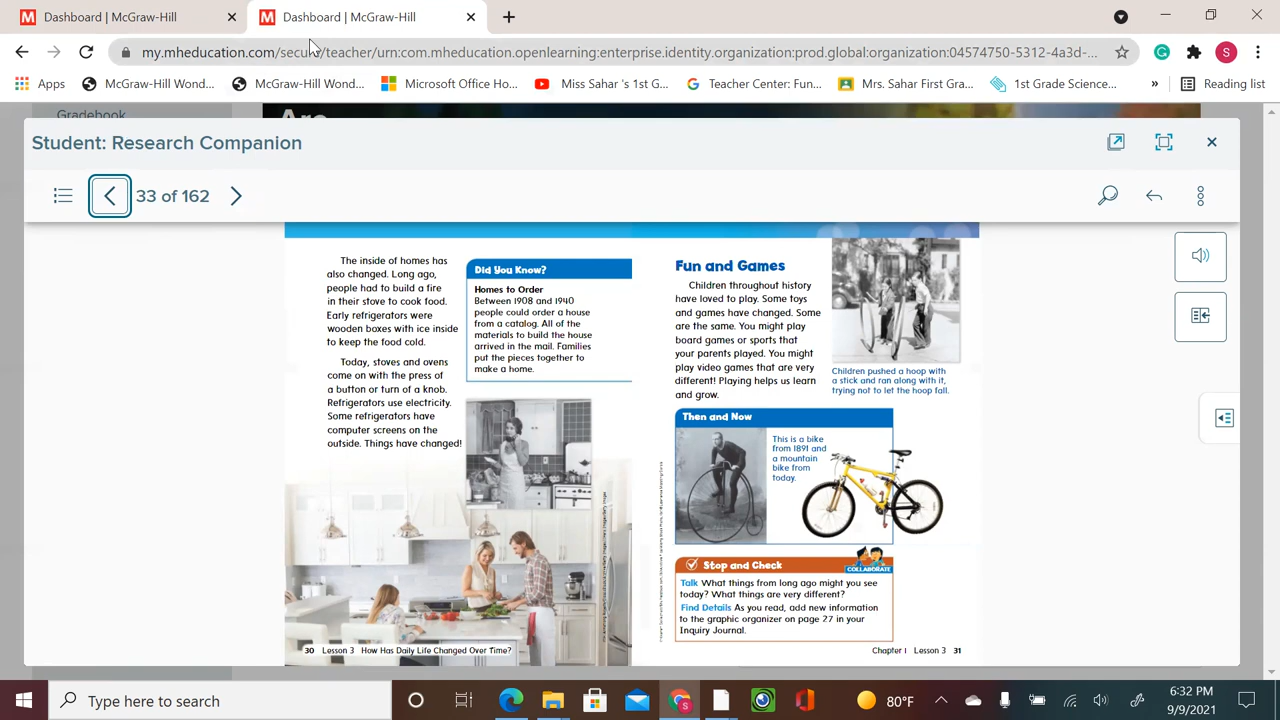 Dashboard | McGraw-Hill
Dashboard | McGraw-Hill
my.mheducation.com/secure/teacher/urn:com.mheducation.openlearning:enterprise.identity.organization:prod.global:organization:04574750-5312-4a3d-...
Apps
McGraw-Hill Wond...
McGraw-Hill Wond...
Microsoft Office Ho...
Miss Sahar 's 1st G...
Teacher Center: Fun...
Mrs. Sahar First Gra...
1st Grade Science...
»
Reading list
Gradebook
Are
Student: Research Companion
33 of 162
The inside of homes has
also changed. Long ago,
people had to build a fire
in their stove to cook food.
Early refrigerators were
wooden boxes with ice inside
to keep the food cold.
Today, stoves and ovens
come on with the press of
a button or turn of a knob.
Refrigerators use electricity.
Some refrigerators have
computer screens on the
outside. Things have changed!
Did You Know?
Homes to Order
Between 1908 and 1940
people could order a house
from a catalog. All of the
materials to build the house
arrived in the mail. Families
put the pieces together to
make a home.
30 Lesson 3 How Has Daily Life Changed Over Time?
Fun and Games
Children throughout history
have loved to play. Some toys
and games have changed. Some
are the same. You might play
board games or sports that
your parents played. You might
play video games that are very
different! Playing helps us learn
and grow.
Children pushed a hoop with
a stick and ran along with it,
trying not to let the hoop fall.
Then and Now
This is a bike
from 1891 and
a mountain
bike from
today.
Stop and Check
COLLABORATE
Talk What things from long ago might you see
today? What things are very different?
Find Details As you read, add new information
to the graphic organizer on page 27 in your
Inquiry Journal.
Chapter 1 Lesson 3 31
Type here to search
80°F
6:32 PM
9/9/2021